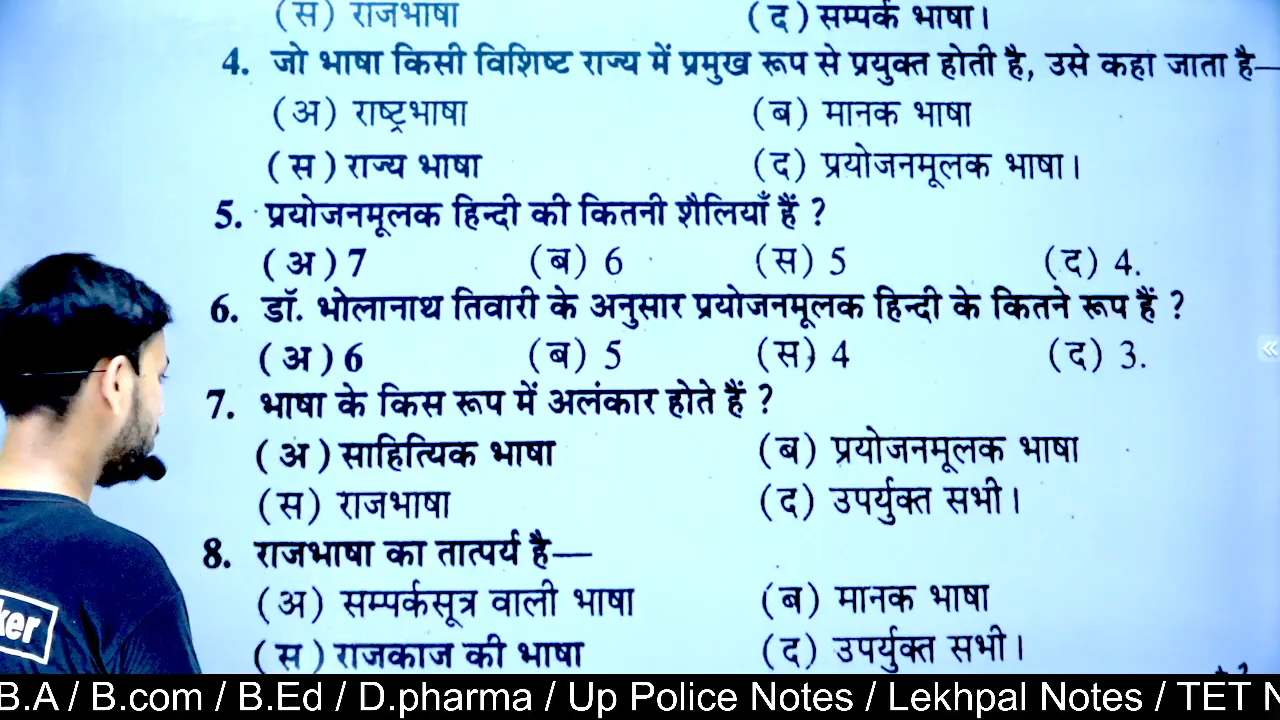 (स) राजभाषा (द) सम्पर्क भाषा।
4. जो भाषा किसी विशिष्ट राज्य में प्रमुख रूप से प्रयुक्त होती है, उसे कहा जाता है—
(अ) राष्ट्रभाषा (ब) मानक भाषा
(स) राज्य भाषा (द) प्रयोजनमूलक भाषा।
5. प्रयोजनमूलक हिन्दी की कितनी शैलियाँ हैं ?
(अ) 7 (ब) 6 (स) 5 (द) 4.
6. डॉ. भोलानाथ तिवारी के अनुसार प्रयोजनमूलक हिन्दी के कितने रूप हैं ?
(अ) 6 (ब) 5 (स) 4 (द) 3.
7. भाषा के किस रूप में अलंकार होते हैं ?
(अ) साहित्यिक भाषा (ब) प्रयोजनमूलक भाषा
(स) राजभाषा (द) उपर्युक्त सभी।
8. राजभाषा का तात्पर्य है—
(अ) सम्पर्कसूत्र वाली भाषा (ब) मानक भाषा
(स) राजकाज की भाषा (द) उपर्युक्त सभी।
ker
B.A / B.com / B.Ed / D.pharma / Up Police Notes / Lekhpal Notes / TET N